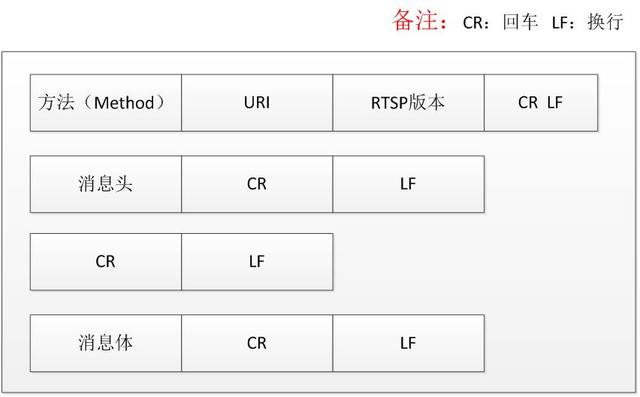 备注：CR：回车 LF：换行
方法（Method） URI RTSP版本 CR LF
消息头 CR LF
CR LF
消息体 CR LF